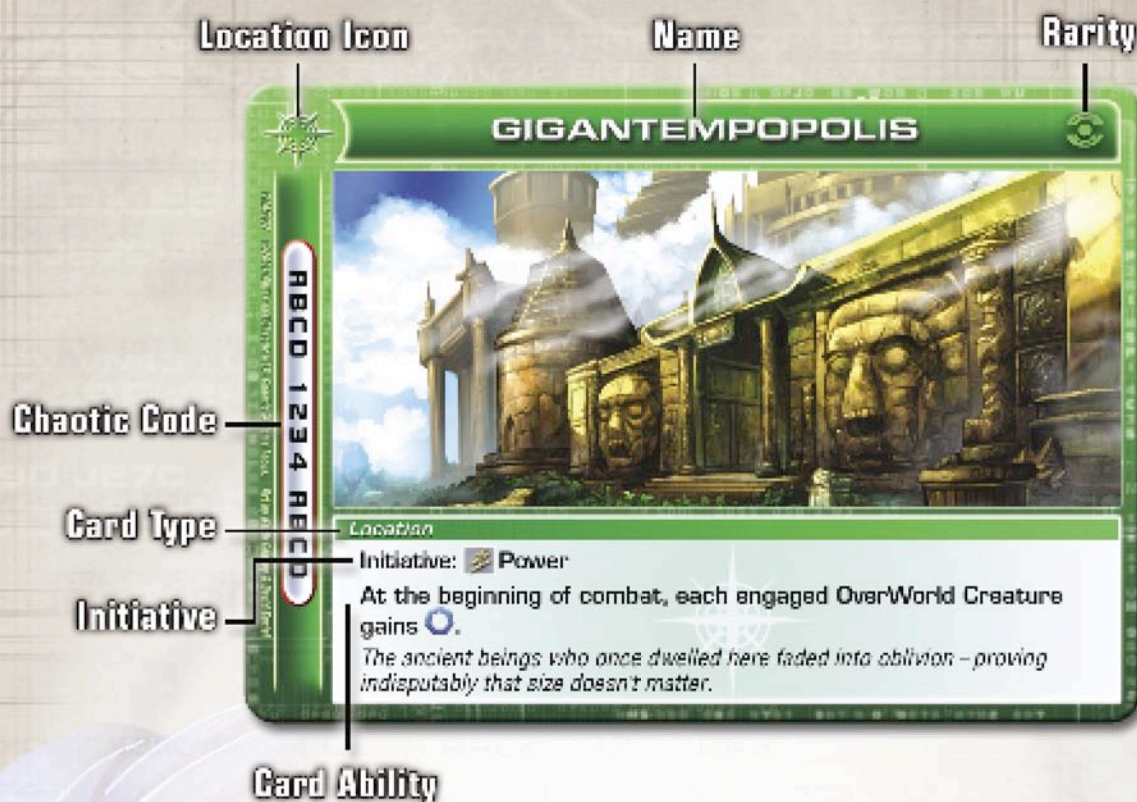 Location Icon
Name
Rarity
GIGANTEMPOPOLIS
Chaotic Code
ABCD 1234 ABCD
Card Type
Location
Initiative: Power
Initiative
At the beginning of combat, each engaged OverWorld Creature
gains .
The ancient beings who once dwelled here faded into oblivion – proving
indisputably that size doesn't matter.
Card Ability